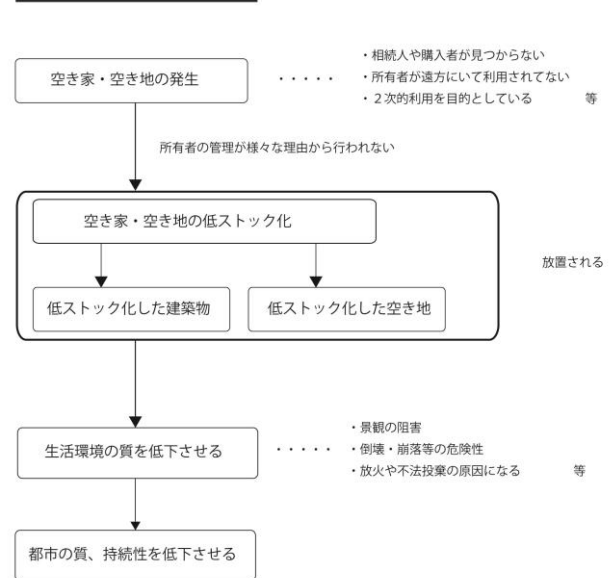 ・相続人や購入者が見つからない
空き家・空き地の発生
・・・・・
・所有者が遠方にいて利用されてない
・２次的利用を目的としている 等
所有者の管理が様々な理由から行われない
空き家・空き地の低ストック化
放置される
低ストック化した建築物
低ストック化した空き地
・景観の阻害
生活環境の質を低下させる
・・・・・
・倒壊・崩落等の危険性
・放火や不法投棄の原因になる 等
都市の質、持続性を低下させる